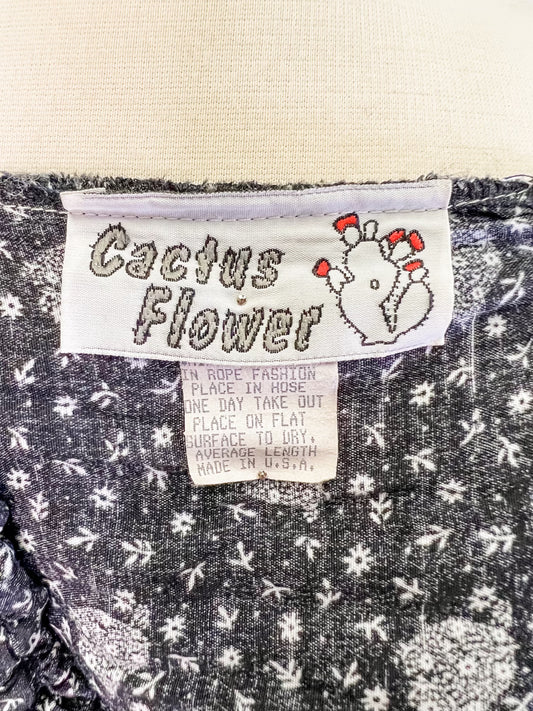 Cactus
Flower
IN ROPE FASHION
PLACE IN HOSE
ONE DAY TAKE OUT
PLACE ON FLAT
SURFACE TO DRY.
AVERAGE LENGTH
MADE IN U.S.A.